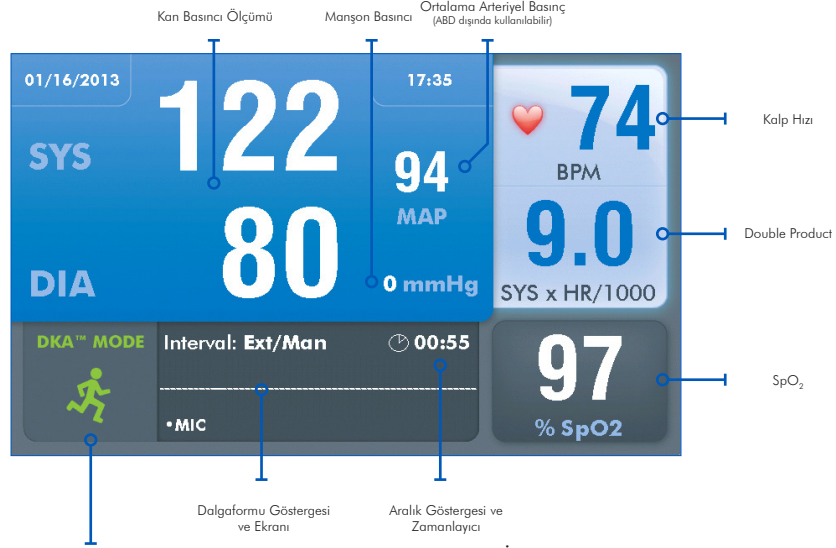 Kan Basıncı Ölçümü
Manşon Basıncı
Ortalama Arteriyel Basınç
(ABD dışında kullanılabilir)
01/16/2013
17:35
SYS
122
94
MAP
DIA
80
0 mmHg
74
BPM
9.0
SYS x HR/1000
Kalp Hızı
Double Product
DKA™ MODE
Interval: Ext/Man
00:55
•MIC
97
% SpO2
SpO₂
Dalgaformu Göstergesi
ve Ekranı
Aralık Göstergesi ve
Zamanlayıcı